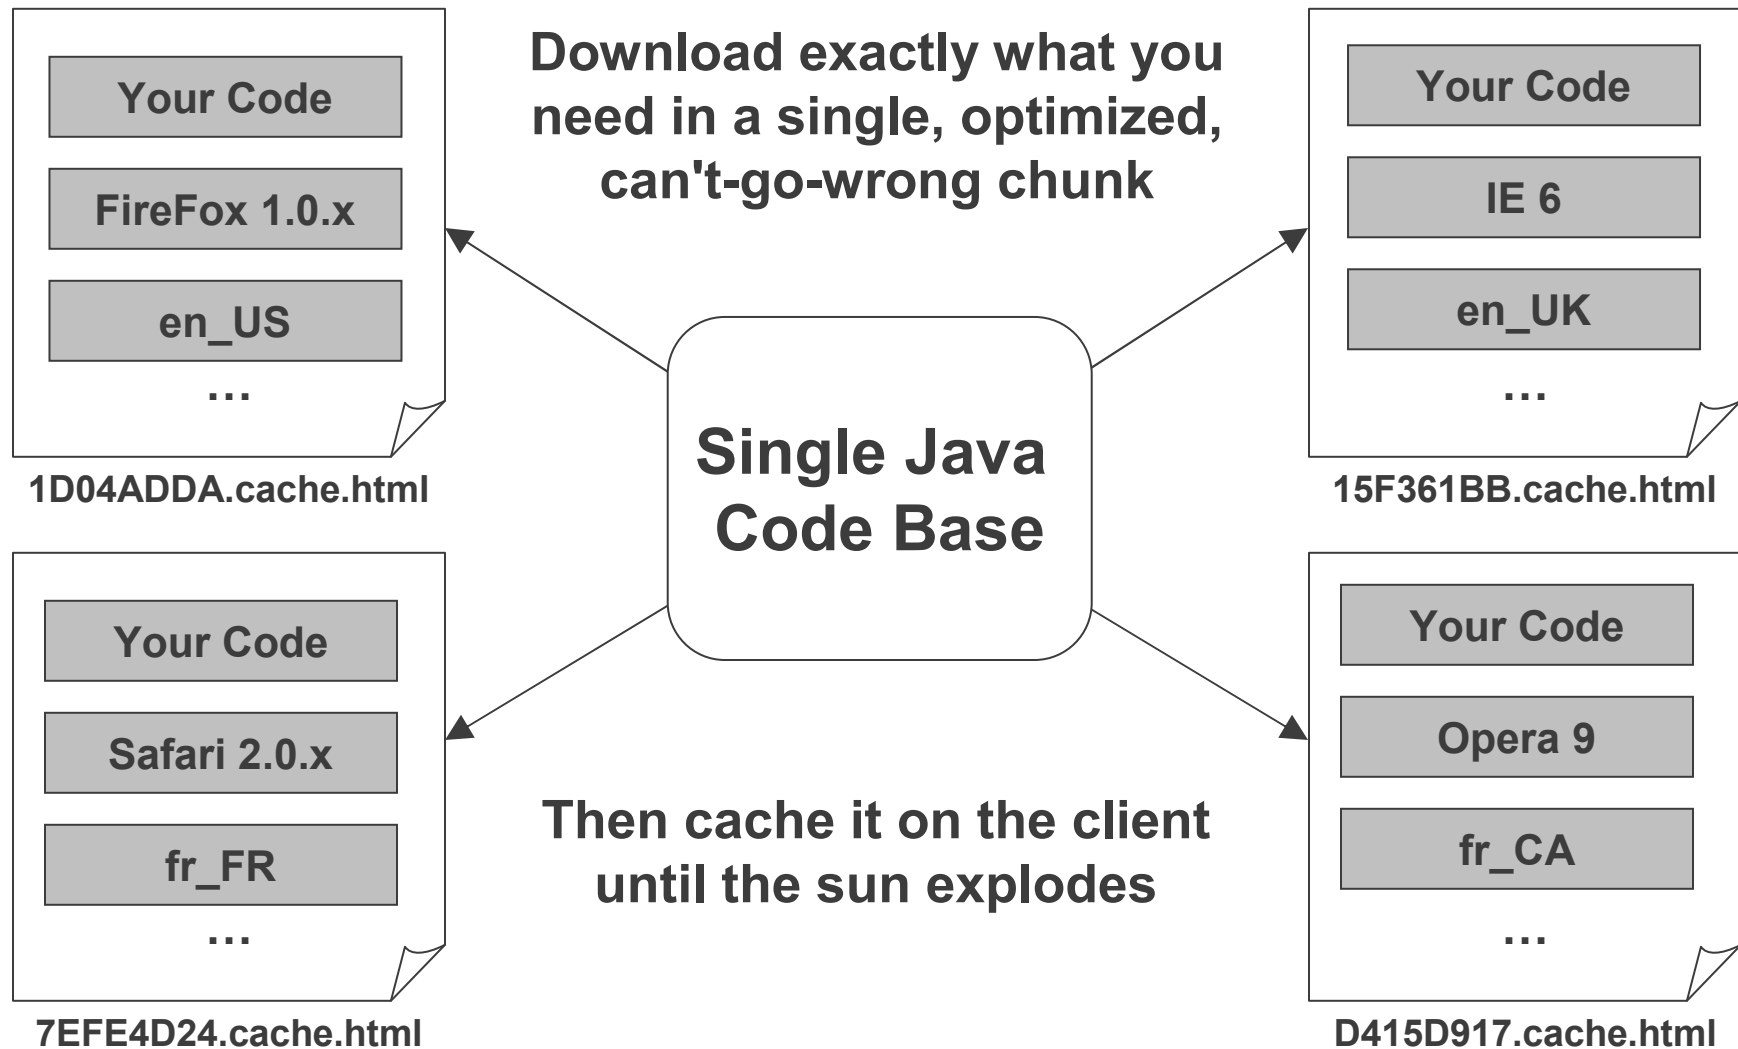 Your Code
FireFox 1.0.x
en_US
...
1D04ADDA.cache.html
Download exactly what you
need in a single, optimized,
can't-go-wrong chunk
Your Code
IE 6
en_UK
...
15F361BB.cache.html
Single Java
Code Base
Your Code
Safari 2.0.x
fr_FR
...
7EFE4D24.cache.html
Then cache it on the client
until the sun explodes
Your Code
Opera 9
fr_CA
...
D415D917.cache.html